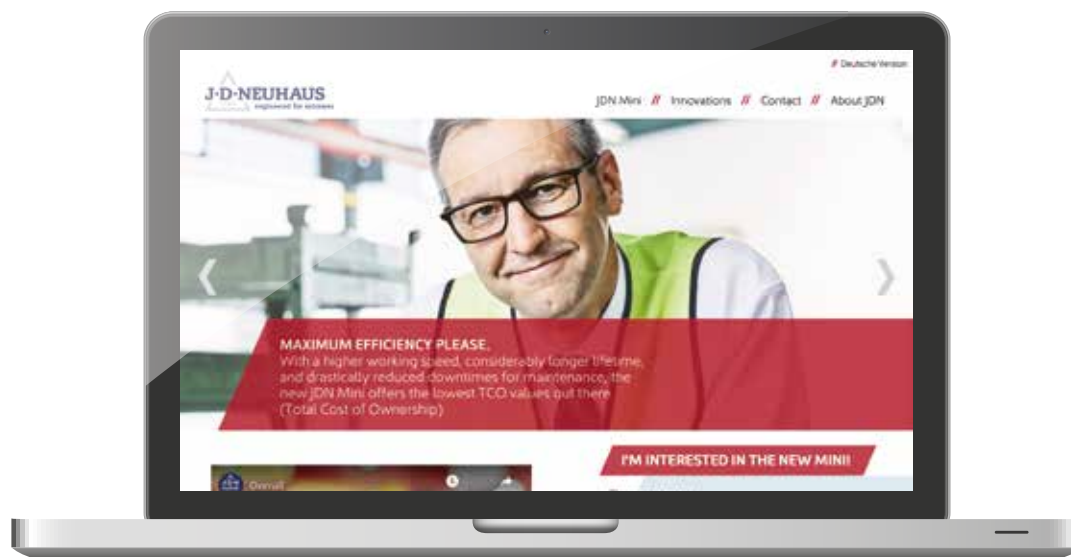 // Deutsche Version
J·D·NEUHAUS
engineered for extremes
JDN Mini // Innovations // Contact // About JDN
MAXIMUM EFFICIENCY PLEASE.
With a higher working speed, considerably longer lifetime,
and drastically reduced downtimes for maintenance, the
new JDN Mini offers the lowest TCO values out there
(Total Cost of Ownership)
I'M INTERESTED IN THE NEW MINI!
Overall